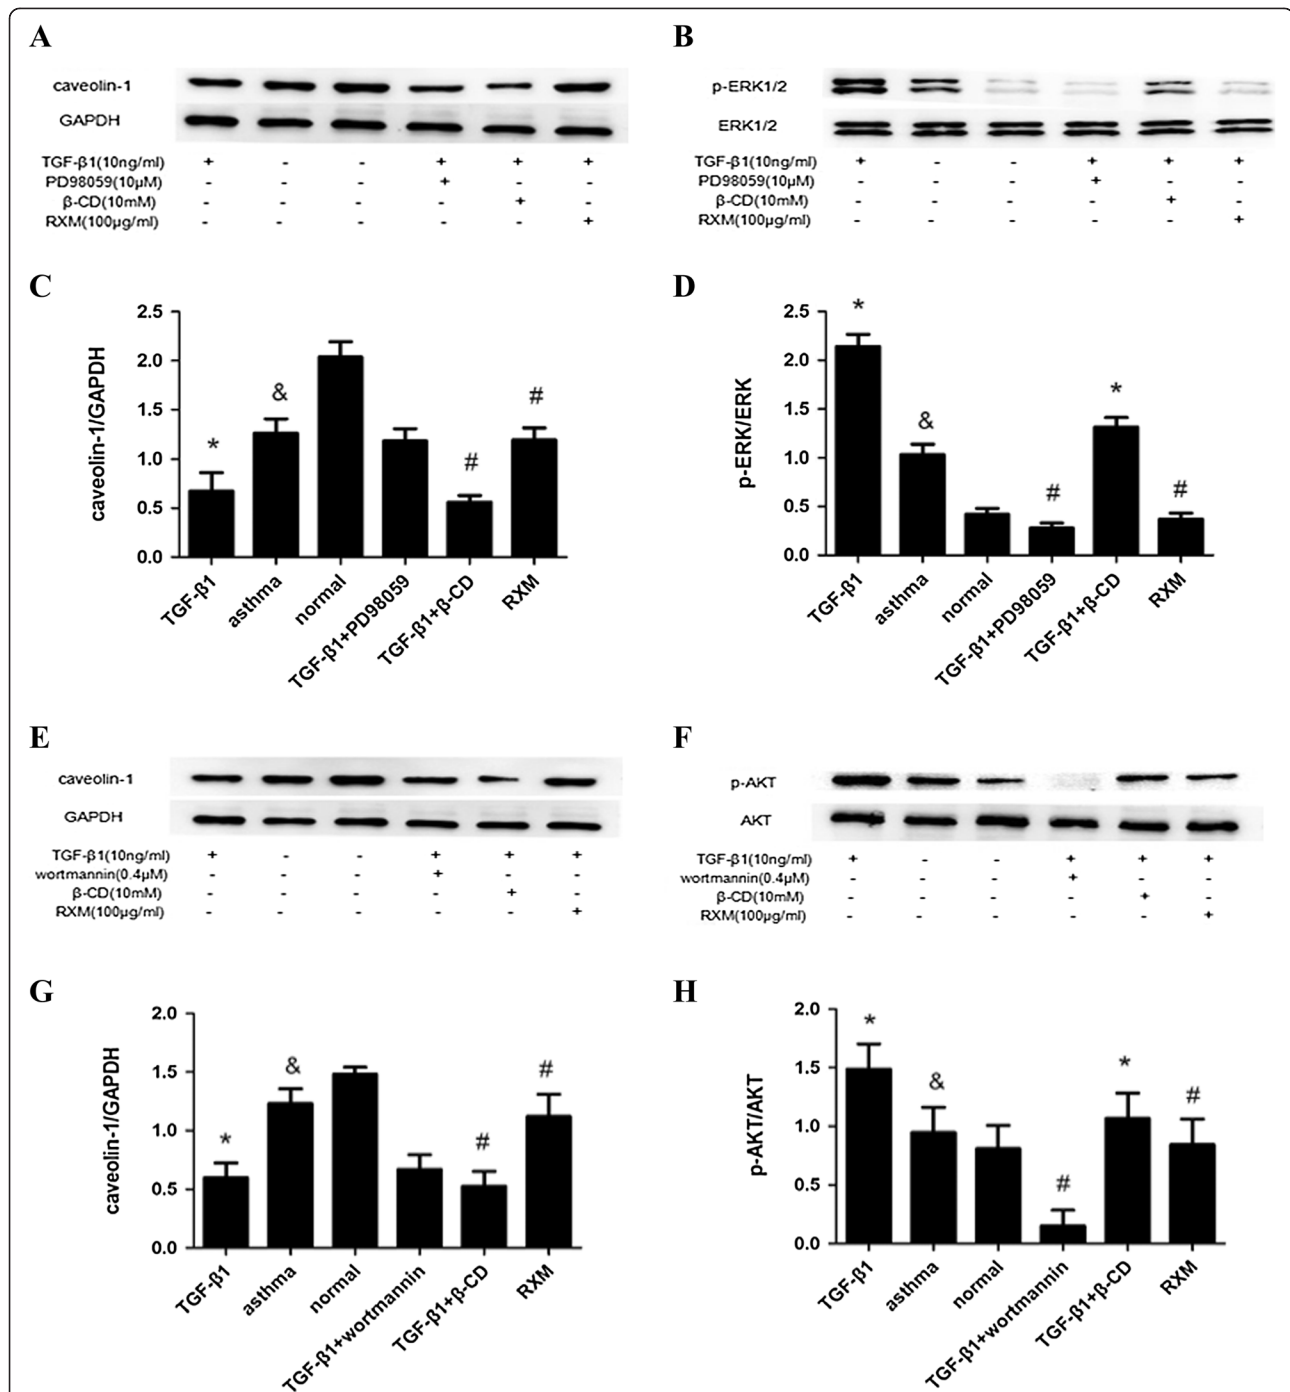 A
caveolin-1
GAPDH
TGF-β1(10ng/ml) + - - + + +
PD98059(10μM) - - - + - -
β-CD(10mM) - - - - + -
RXM(100μg/ml) - - - - - +
B
p-ERK1/2
ERK1/2
TGF-β1(10ng/ml) + - - + + +
PD98059(10μM) - - - + - -
β-CD(10mM) - - - - + -
RXM(100μg/ml) - - - - - +
C
caveolin-1/GAPDH
2.5
2.0
1.5
1.0
0.5
0.0
* & # #
TGF-β1
asthma
normal
TGF-β1+PD98059
TGF-β1+β-CD
RXM
D
p-ERK/ERK
2.5
2.0
1.5
1.0
0.5
0.0
* & # * #
TGF-β1
asthma
normal
TGF-β1+PD98059
TGF-β1+β-CD
RXM
E
caveolin-1
GAPDH
TGF-β1(10ng/ml) + - - + + +
wortmannin(0.4μM) - - - + - -
β-CD(10mM) - - - - + -
RXM(100μg/ml) - - - - - +
F
p-AKT
AKT
TGF-β1(10ng/ml) + - - + + +
wortmannin(0.4μM) - - - + - -
β-CD(10mM) - - - - + -
RXM(100μg/ml) - - - - - +
G
caveolin-1/GAPDH
2.0
1.5
1.0
0.5
0.0
* & # #
TGF-β1
asthma
normal
TGF-β1+wortmannin
TGF-β1+β-CD
RXM
H
p-AKT/AKT
2.0
1.5
1.0
0.5
0.0
* & # * #
TGF-β1
asthma
normal
TGF-β1+wortmannin
TGF-β1+β-CD
RXM